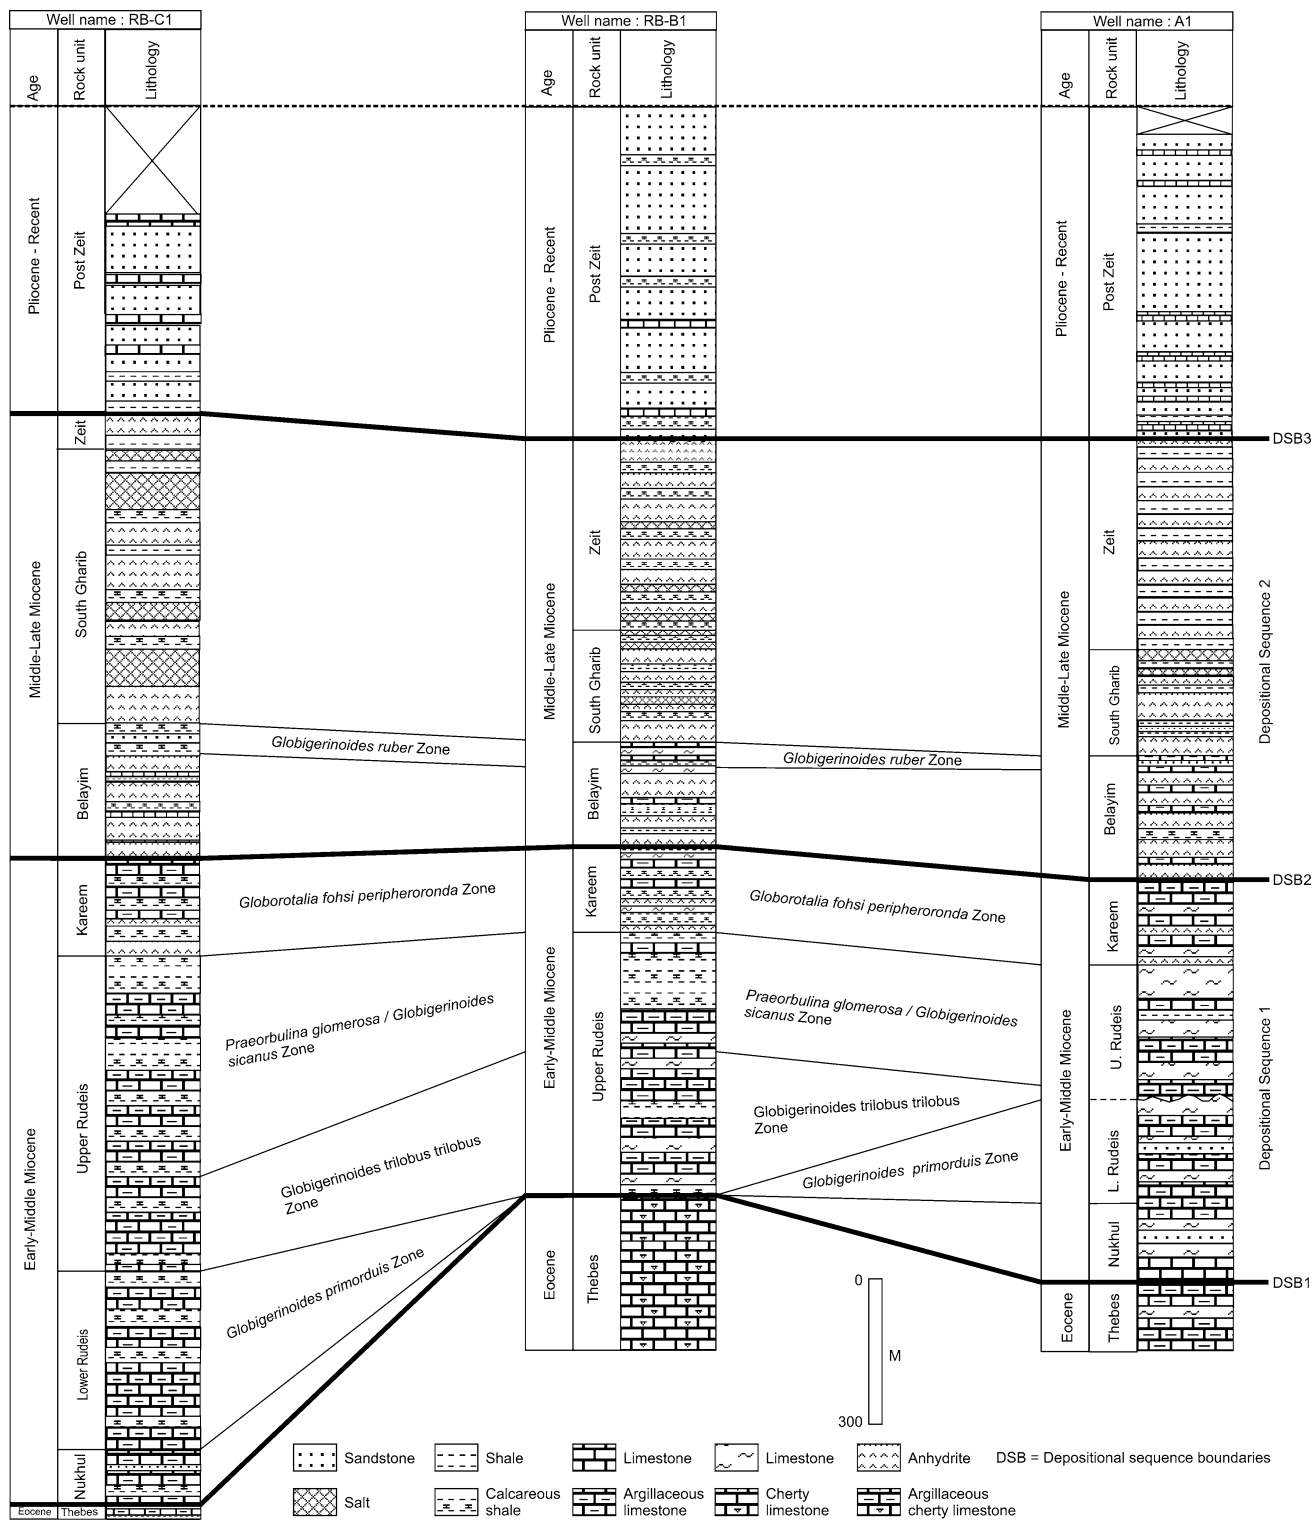 Well name : RB-C1
Well name : RB-B1
Well name : A1
Age
Rock unit
Lithology
Age
Rock unit
Lithology
Age
Rock unit
Lithology
Pliocene - Recent
Post Zeit
Pliocene - Recent
Post Zeit
Pliocene - Recent
Post Zeit
DSB3
Middle-Late Miocene
Zeit
South Gharib
Belayim
Middle-Late Miocene
Zeit
South Gharib
Belayim
Middle-Late Miocene
Zeit
South Gharib
Belayim
Depositional Sequence 2
Globigerinoides ruber Zone
Globigerinoides ruber Zone
DSB2
Early-Middle Miocene
Kareem
Upper Rudeis
Lower Rudeis
Nukhul
Early-Middle Miocene
Kareem
Upper Rudeis
Early-Middle Miocene
Kareem
U. Rudeis
L. Rudeis
Nukhul
Depositional Sequence 1
Globorotalia fohsi peripheroronda Zone
Globorotalia fohsi peripheroronda Zone
Praeorbulina glomerosa / Globigerinoides
sicanus Zone
Praeorbulina glomerosa / Globigerinoides
sicanus Zone
Globigerinoides trilobus trilobus
Zone
Globigerinoides trilobus trilobus
Zone
Globigerinoides primorduis Zone
Globigerinoides primorduis Zone
DSB1
Eocene
Thebes
Eocene
Thebes
Eocene
Thebes
0
M
300
Sandstone
Shale
Limestone
Limestone
Anhydrite
DSB = Depositional sequence boundaries
Salt
Calcareous
shale
Argillaceous
limestone
Cherty
limestone
Argillaceous
cherty limestone